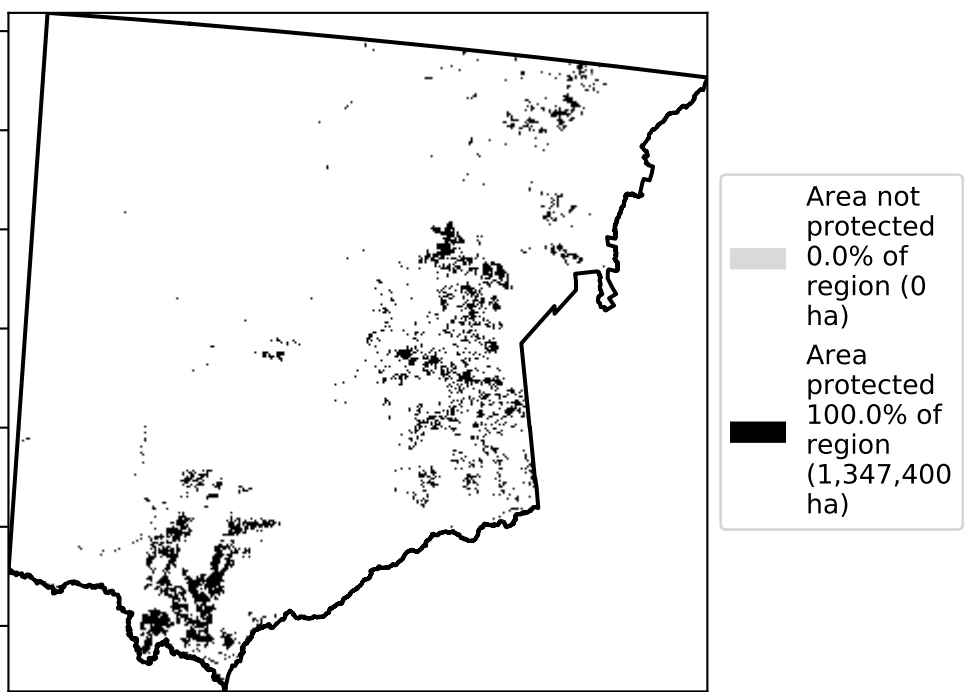 Area not
protected
0.0% of
region (0
ha)
Area
protected
100.0% of
region
(1,347,400
ha)